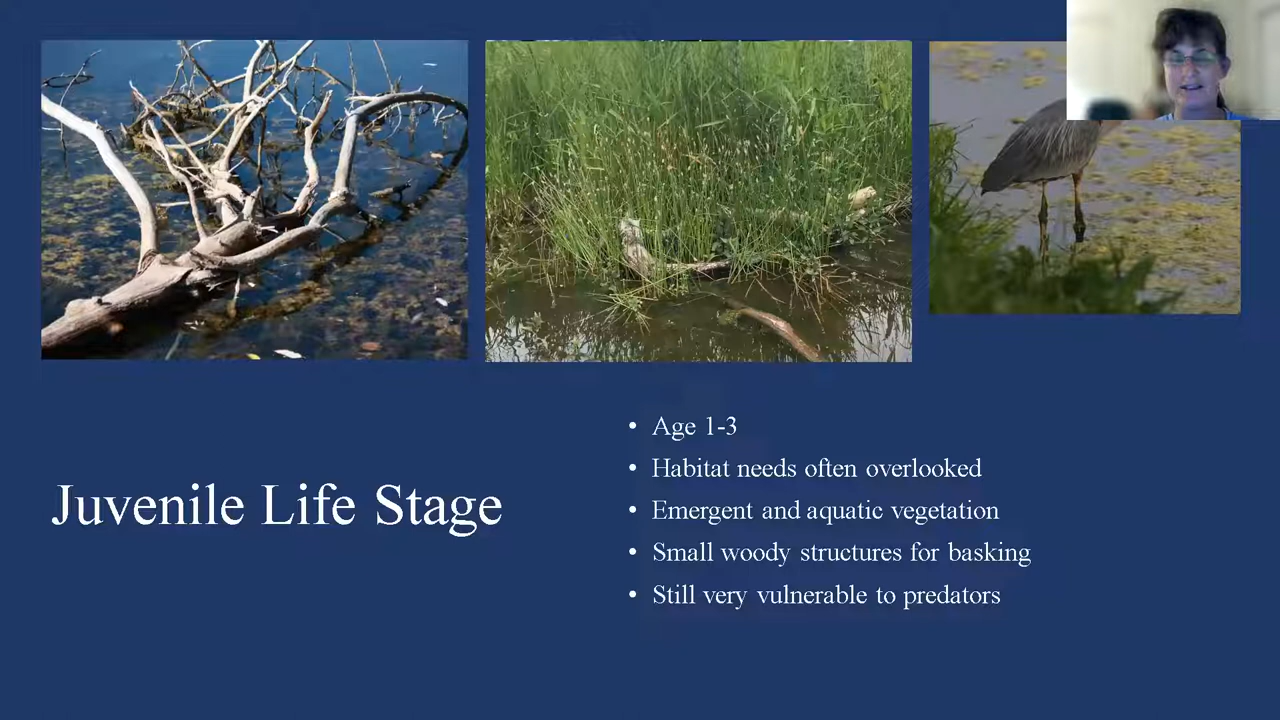 Juvenile Life Stage
• Age 1-3
• Habitat needs often overlooked
• Emergent and aquatic vegetation
• Small woody structures for basking
• Still very vulnerable to predators